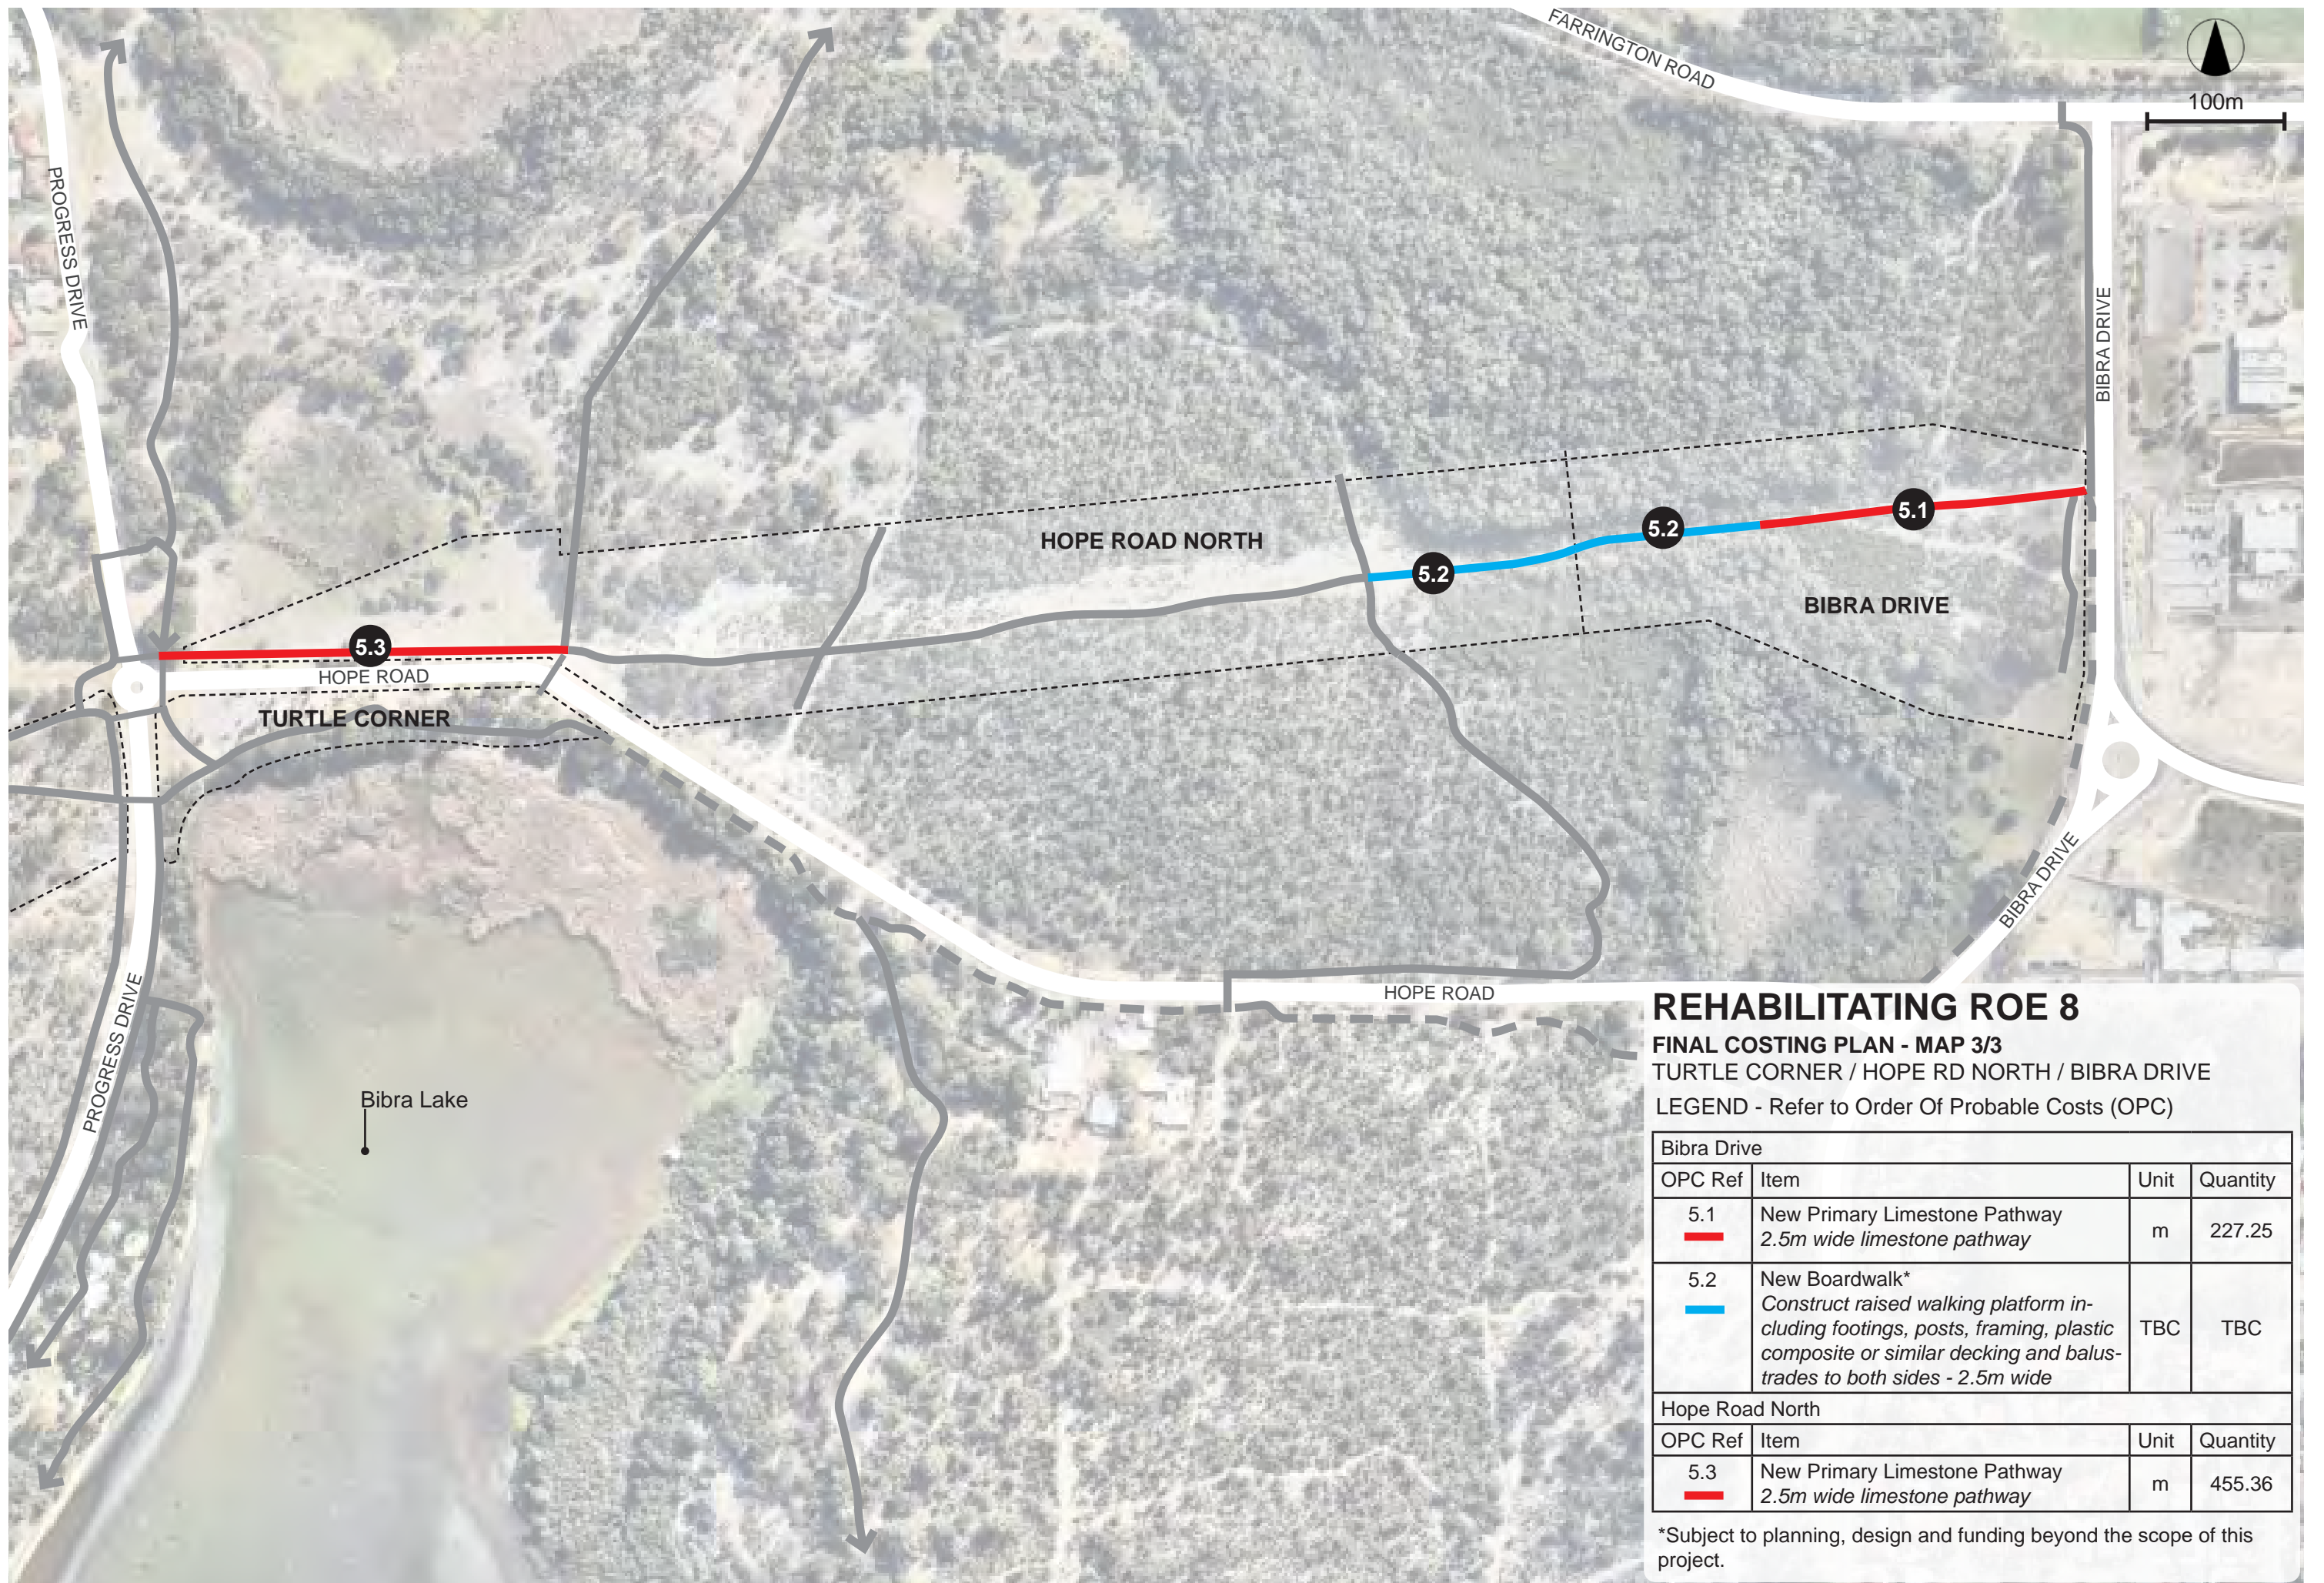 FARRINGTON ROAD
100m
PROGRESS DRIVE
BIBRA DRIVE
HOPE ROAD NORTH
5.2
5.1
5.2
BIBRA DRIVE
5.3
HOPE ROAD
TURTLE CORNER
BIBRA DRIVE
HOPE ROAD
PROGRESS DRIVE
Bibra Lake
REHABILITATING ROE 8
FINAL COSTING PLAN - MAP 3/3
TURTLE CORNER / HOPE RD NORTH / BIBRA DRIVE
LEGEND - Refer to Order Of Probable Costs (OPC)
Bibra Drive
OPC Ref Item Unit Quantity
5.1 New Primary Limestone Pathway
2.5m wide limestone pathway
m 227.25
5.2 New Boardwalk*
Construct raised walking platform in-
cluding footings, posts, framing, plastic
composite or similar decking and balus-
trades to both sides - 2.5m wide
TBC TBC
Hope Road North
OPC Ref Item Unit Quantity
5.3 New Primary Limestone Pathway
2.5m wide limestone pathway
m 455.36
*Subject to planning, design and funding beyond the scope of this
project.